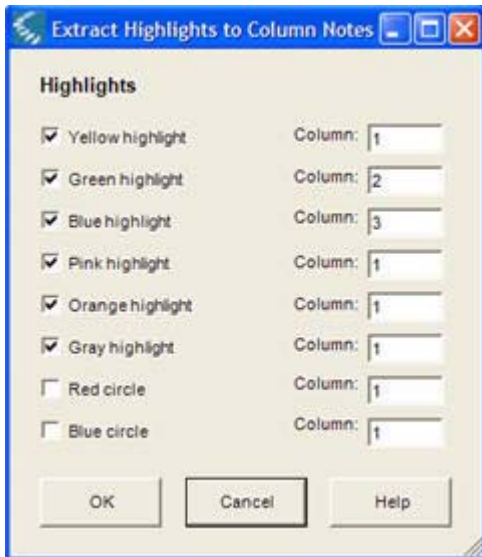 Extract Highlights to Column Notes
Highlights
Yellow highlight Column: 1
Green highlight Column: 2
Blue highlight Column: 3
Pink highlight Column: 1
Orange highlight Column: 1
Gray highlight Column: 1
Red circle Column: 1
Blue circle Column: 1
OK Cancel Help